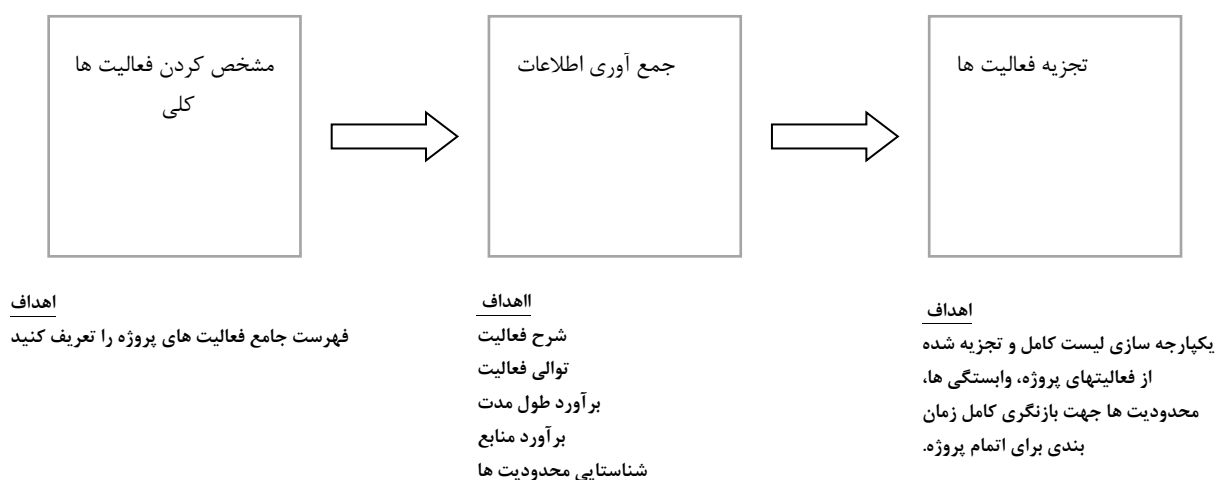 مشخص کردن فعالیت ها
کلی
جمع آوری اطلاعات
تجزیه فعالیت ها
اهداف
فهرست جامع فعالیت های پروژه را تعریف کنید
ااهداف
شرح فعالیت
توالی فعالیت
برآورد طول مدت
برآورد منابع
شناستایی محدودیت ها
اهداف
یکپارجه سازی لیست کامل و تجزیه شده
از فعالیتهای پروژه، وابستگی ها،
محدودیت ها جهت بازنگری کامل زمان
بندی برای اتمام پروژه.